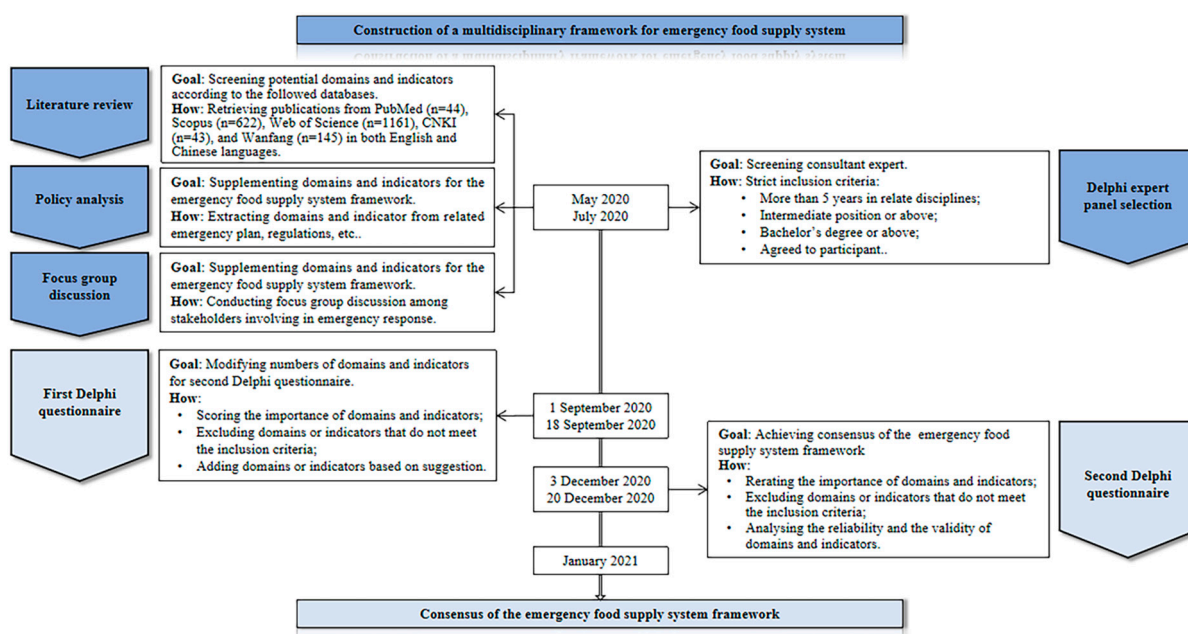 Construction of a multidisciplinary framework for emergency food supply system
Literature review
Goal: Screening potential domains and indicators
according to the followed databases.
How: Retrieving publications from PubMed (n=44),
Scopus (n=622), Web of Science (n=1161), CNKI
(n=43), and Wanfang (n=145) in both English and
Chinese languages.
Policy analysis
Goal: Supplementing domains and indicators for the
emergency food supply system framework.
How: Extracting domains and indicator from related
emergency plan, regulations, etc..
Focus group
discussion
Goal: Supplementing domains and indicators for the
emergency food supply system framework.
How: Conducting focus group discussion among
stakeholders involving in emergency response.
May 2020
July 2020
Goal: Screening consultant expert.
How: Strict inclusion criteria:
• More than 5 years in relate disciplines;
• Intermediate position or above;
• Bachelor's degree or above;
• Agreed to participant..
Delphi expert
panel selection
First Delphi
questionnaire
Goal: Modifying numbers of domains and indicators
for second Delphi questionnaire.
How:
• Scoring the importance of domains and indicators;
• Excluding domains or indicators that do not meet
the inclusion criteria;
• Adding domains or indicators based on suggestion.
1 September 2020
18 September 2020
3 December 2020
20 December 2020
Goal: Achieving consensus of the emergency food
supply system framework
How:
• Rerating the importance of domains and indicators;
• Excluding domains or indicators that do not meet
the inclusion criteria;
• Analysing the reliability and the validity of
domains and indicators.
Second Delphi
questionnaire
January 2021
Consensus of the emergency food supply system framework